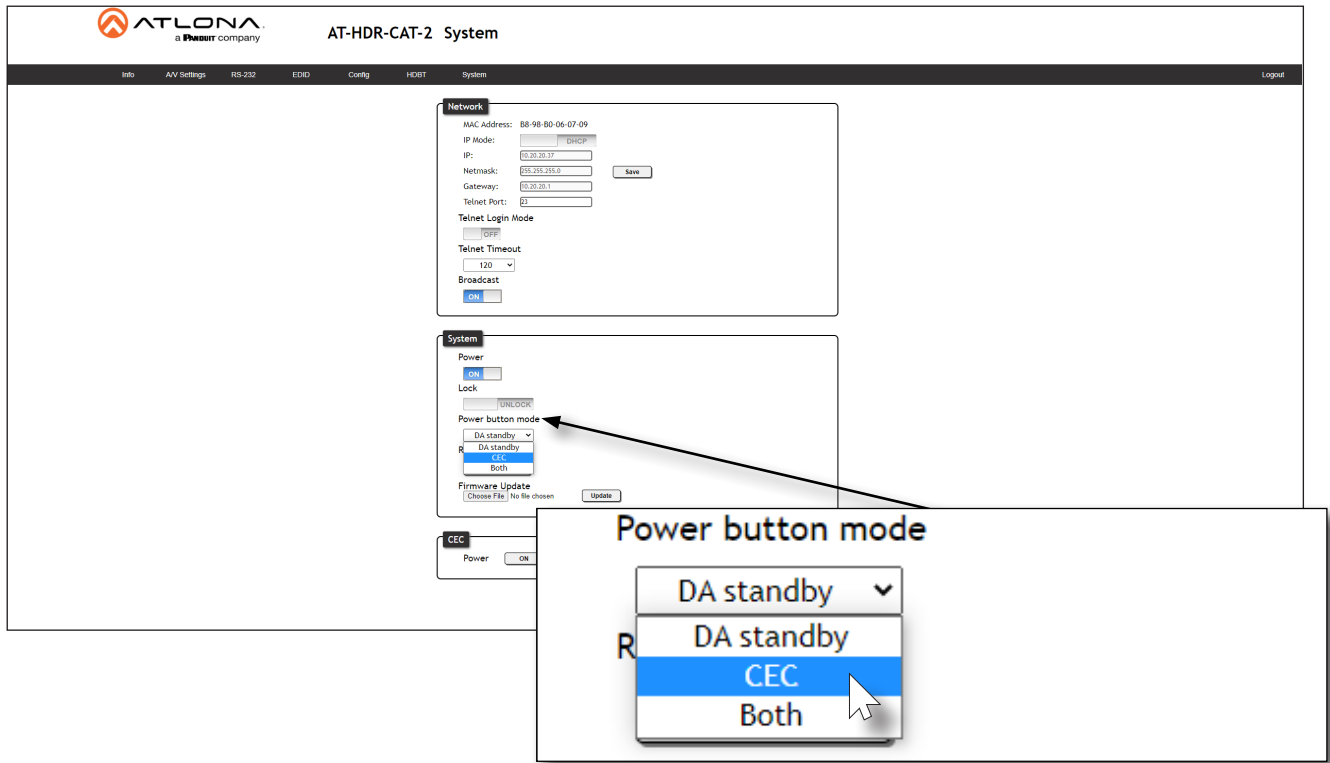 ATLONA.
a PANDUIT company
AT-HDR-CAT-2 System
Info A/V Settings RS-232 EDID Config HDBT System Logout
Network
MAC Address: B8-98-B0-06-07-09
IP Mode: DHCP
IP: 10.20.20.37
Netmask: 255.255.255.0 Save
Gateway: 10.20.20.1
Telnet Port: 23
Telnet Login Mode
OFF
Telnet Timeout
120
Broadcast
ON
System
Power
ON
Lock
UNLOCK
Power button mode
DA standby
DA standby
R
CEC
Both
Firmware Update
Choose File No file chosen Update
CEC
Power ON
Power button mode
DA standby
R DA standby
CEC
Both